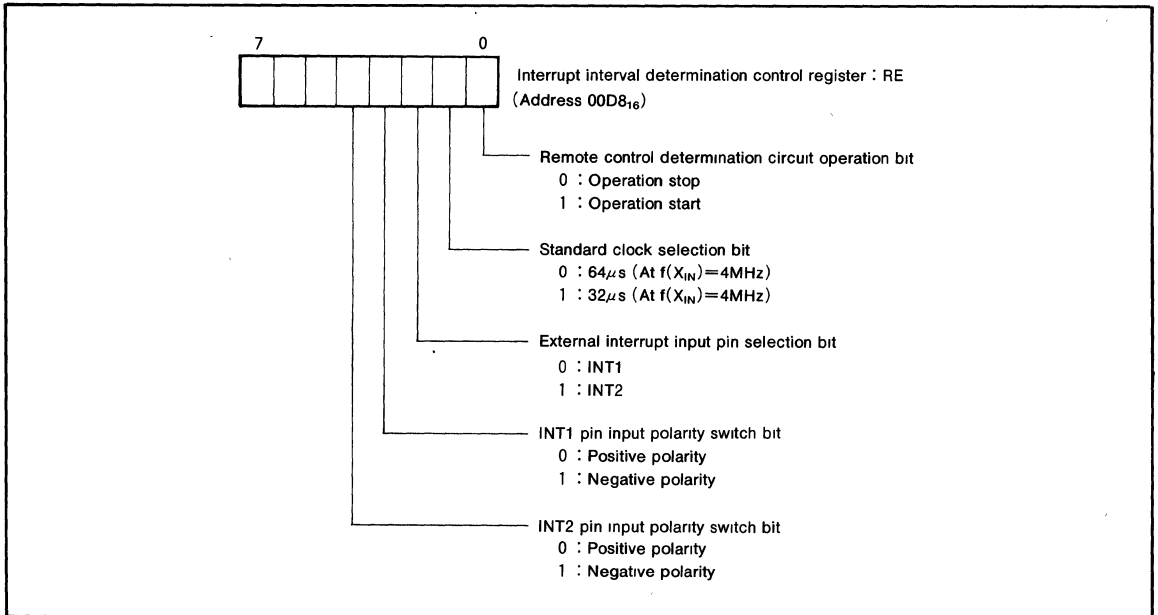 7 0
Interrupt interval determination control register : RE
(Address 00D8₁₆)
Remote control determination circuit operation bit
0 : Operation stop
1 : Operation start
Standard clock selection bit
0 : 64μs (At f(X_IN)=4MHz)
1 : 32μs (At f(X_IN)=4MHz)
External interrupt input pin selection bit
0 : INT1
1 : INT2
INT1 pin input polarity switch bit
0 : Positive polarity
1 : Negative polarity
INT2 pin input polarity switch bit
0 : Positive polarity
1 : Negative polarity